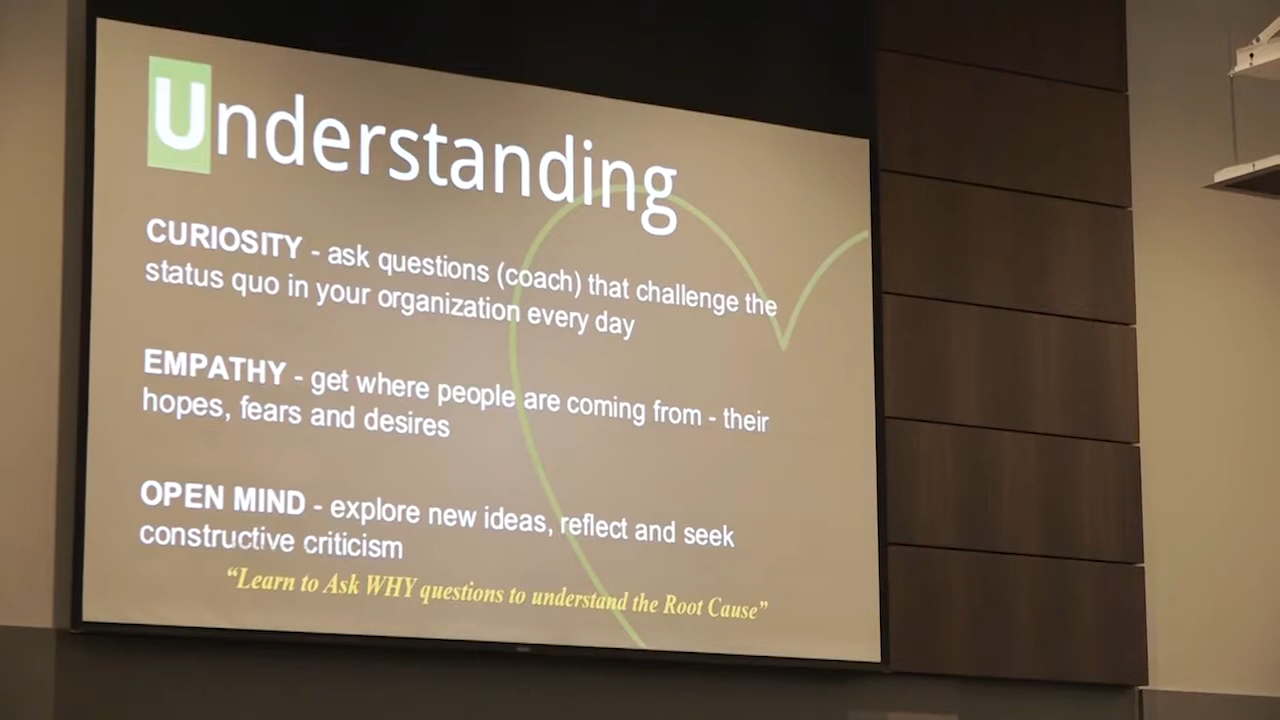 Understanding
CURIOSITY - ask questions (coach) that challenge the
status quo in your organization every day
EMPATHY - get where people are coming from - their
hopes, fears and desires
OPEN MIND - explore new ideas, reflect and seek
constructive criticism
“Learn to Ask WHY questions to understand the Root Cause”